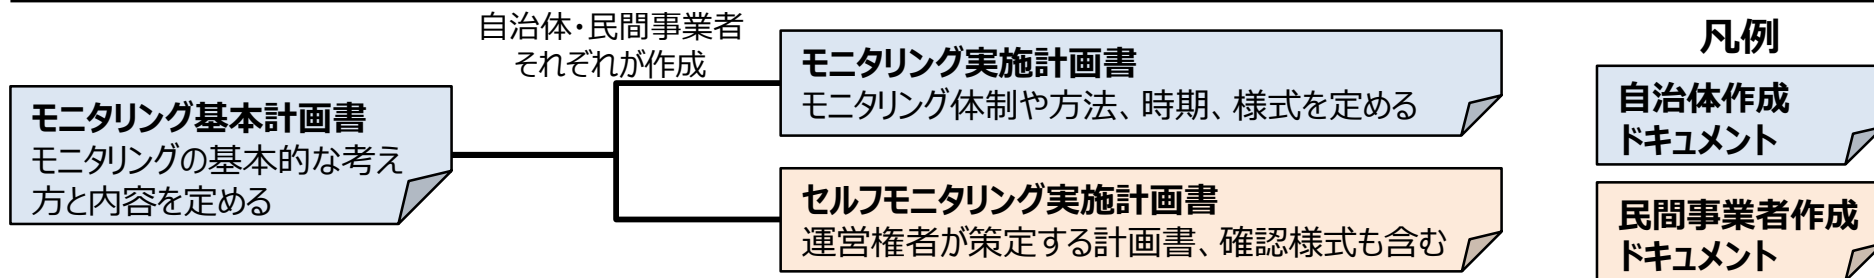 自治体・民間事業者
それぞれが作成
モニタリング基本計画書
モニタリングの基本的な考え
方と内容を定める
モニタリング実施計画書
モニタリング体制や方法、時期、様式を定める
セルフモニタリング実施計画書
運営権者が策定する計画書、確認様式も含む
凡例
自治体作成
ドキュメント
民間事業者作成
ドキュメント